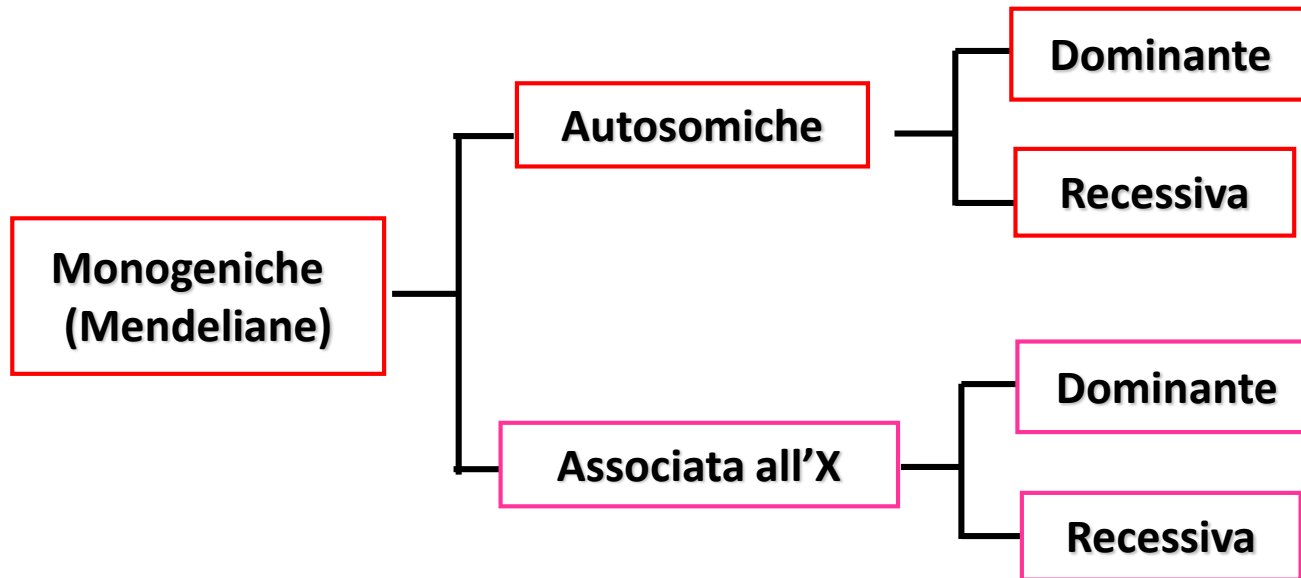 Monogeniche
(Mendeliane)
Autosomiche
Dominante
Recessiva
Associata all’X
Dominante
Recessiva